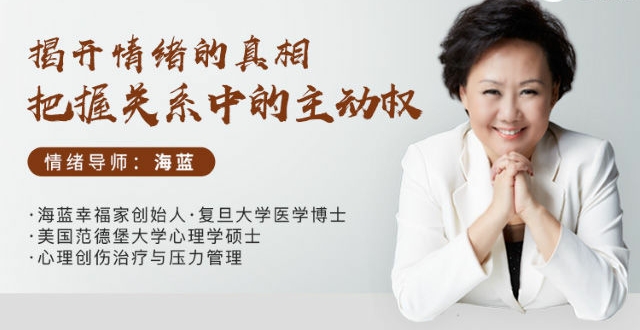 揭开情绪的真相
把握关系中的主动权
情绪导师：海蓝
·海蓝幸福家创始人·复旦大学医学博士
·美国范德堡大学心理学硕士
·心理创伤治疗与压力管理